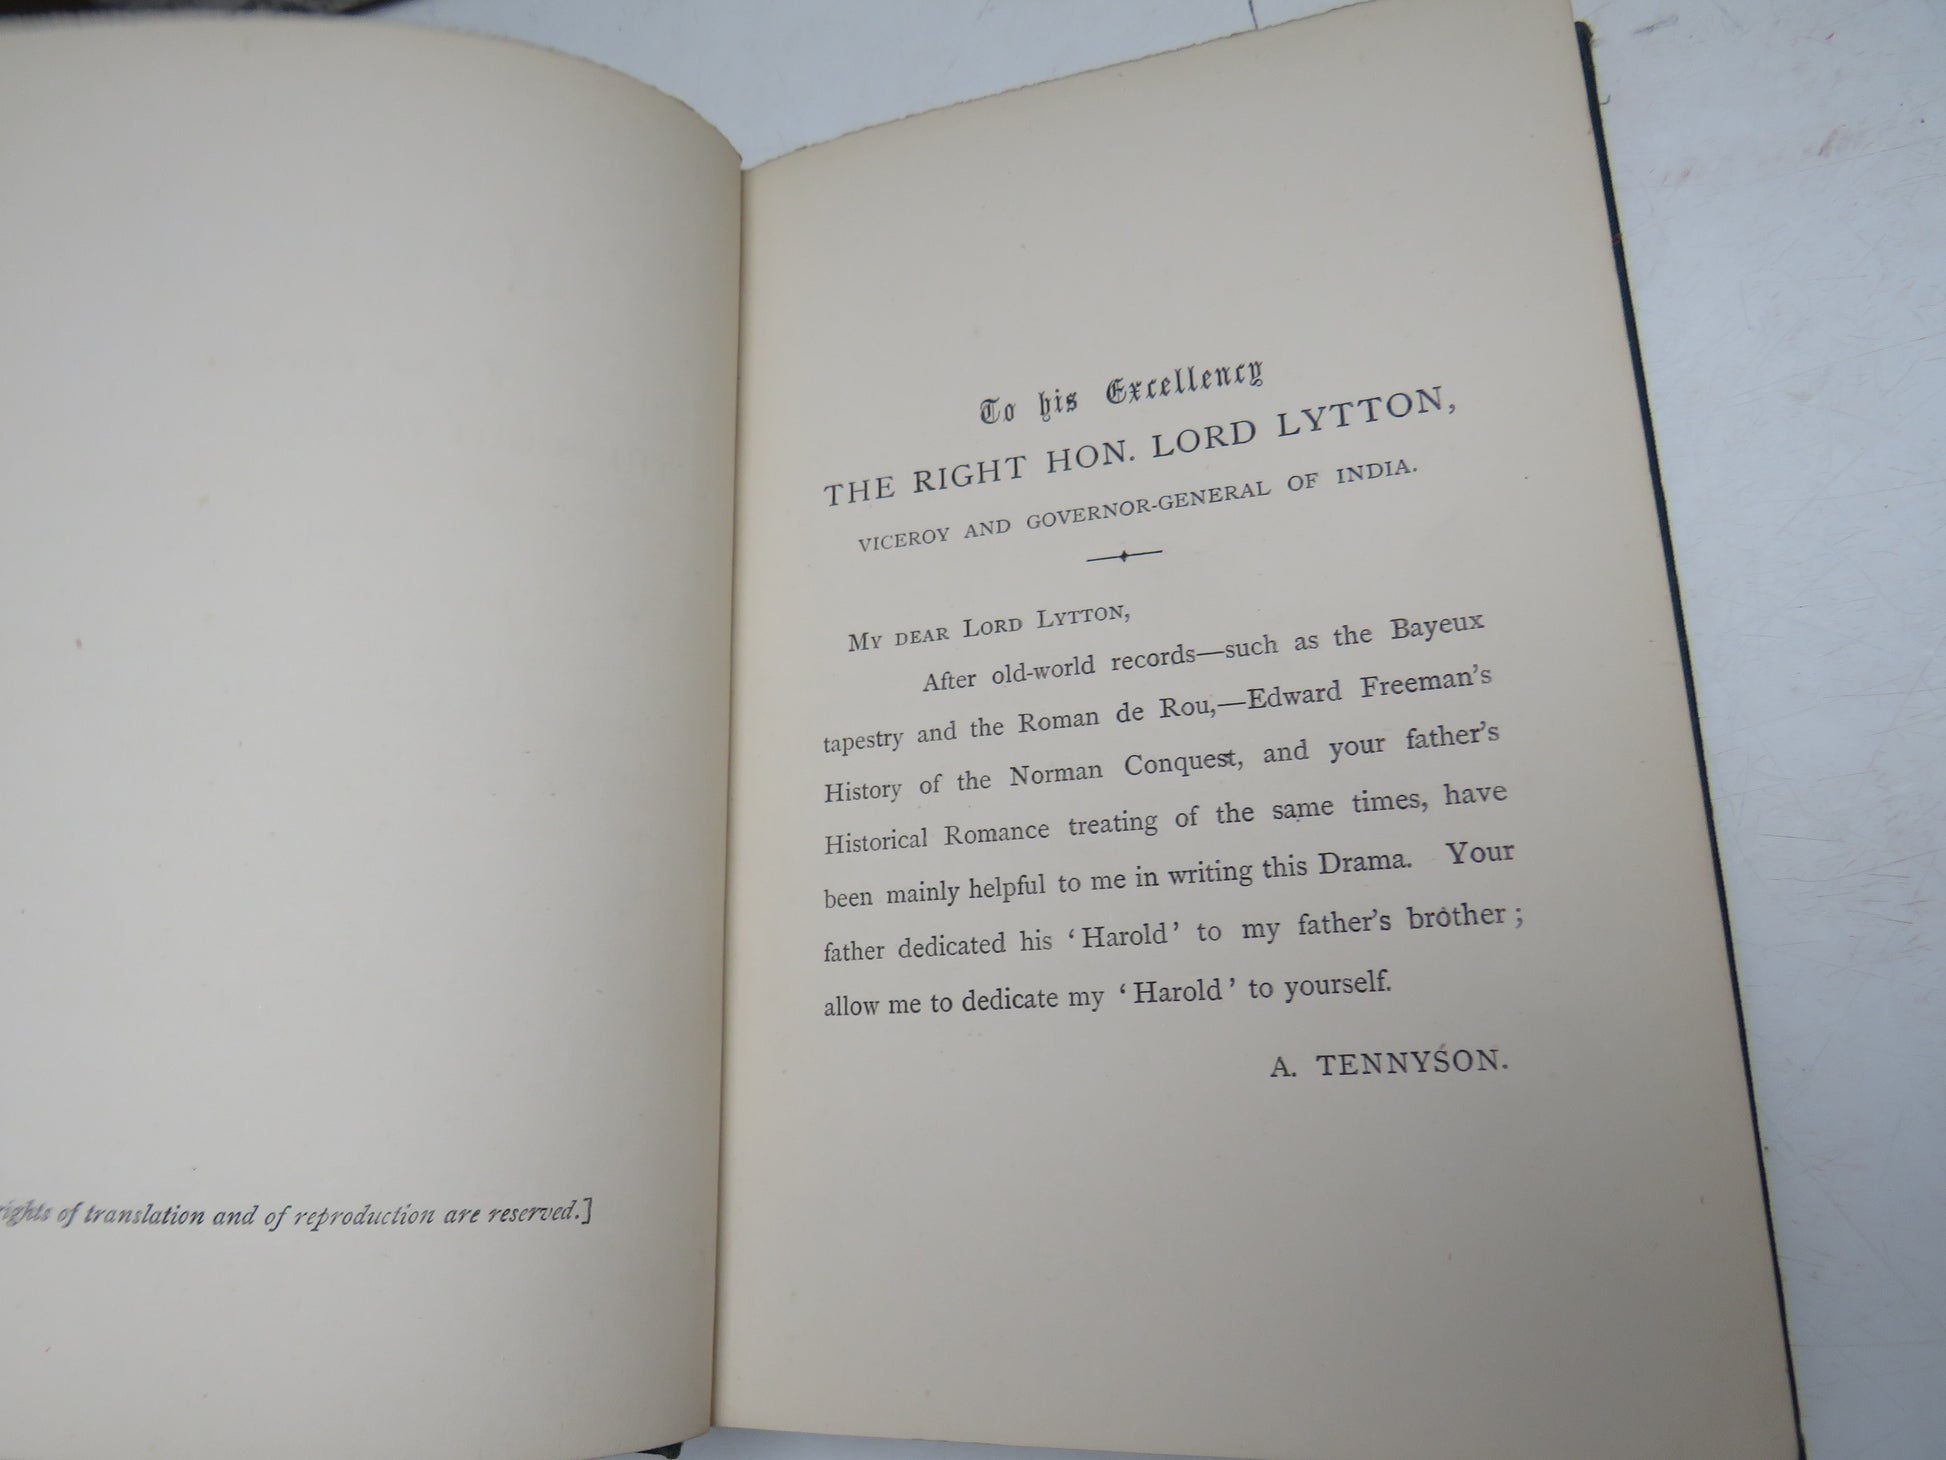 rights of translation and of reproduction are reserved.]
To his Excellency
THE RIGHT HON. LORD LYTTON,
VICEROY AND GOVERNOR-GENERAL OF INDIA.
MY DEAR LORD LYTTON,
After old-world records—such as the Bayeux
tapestry and the Roman de Rou,—Edward Freeman's
History of the Norman Conquest, and your father's
Historical Romance treating of the same times, have
been mainly helpful to me in writing this Drama. Your
father dedicated his ‘Harold’ to my father's brother;
allow me to dedicate my ‘Harold’ to yourself.
A. TENNYSON.